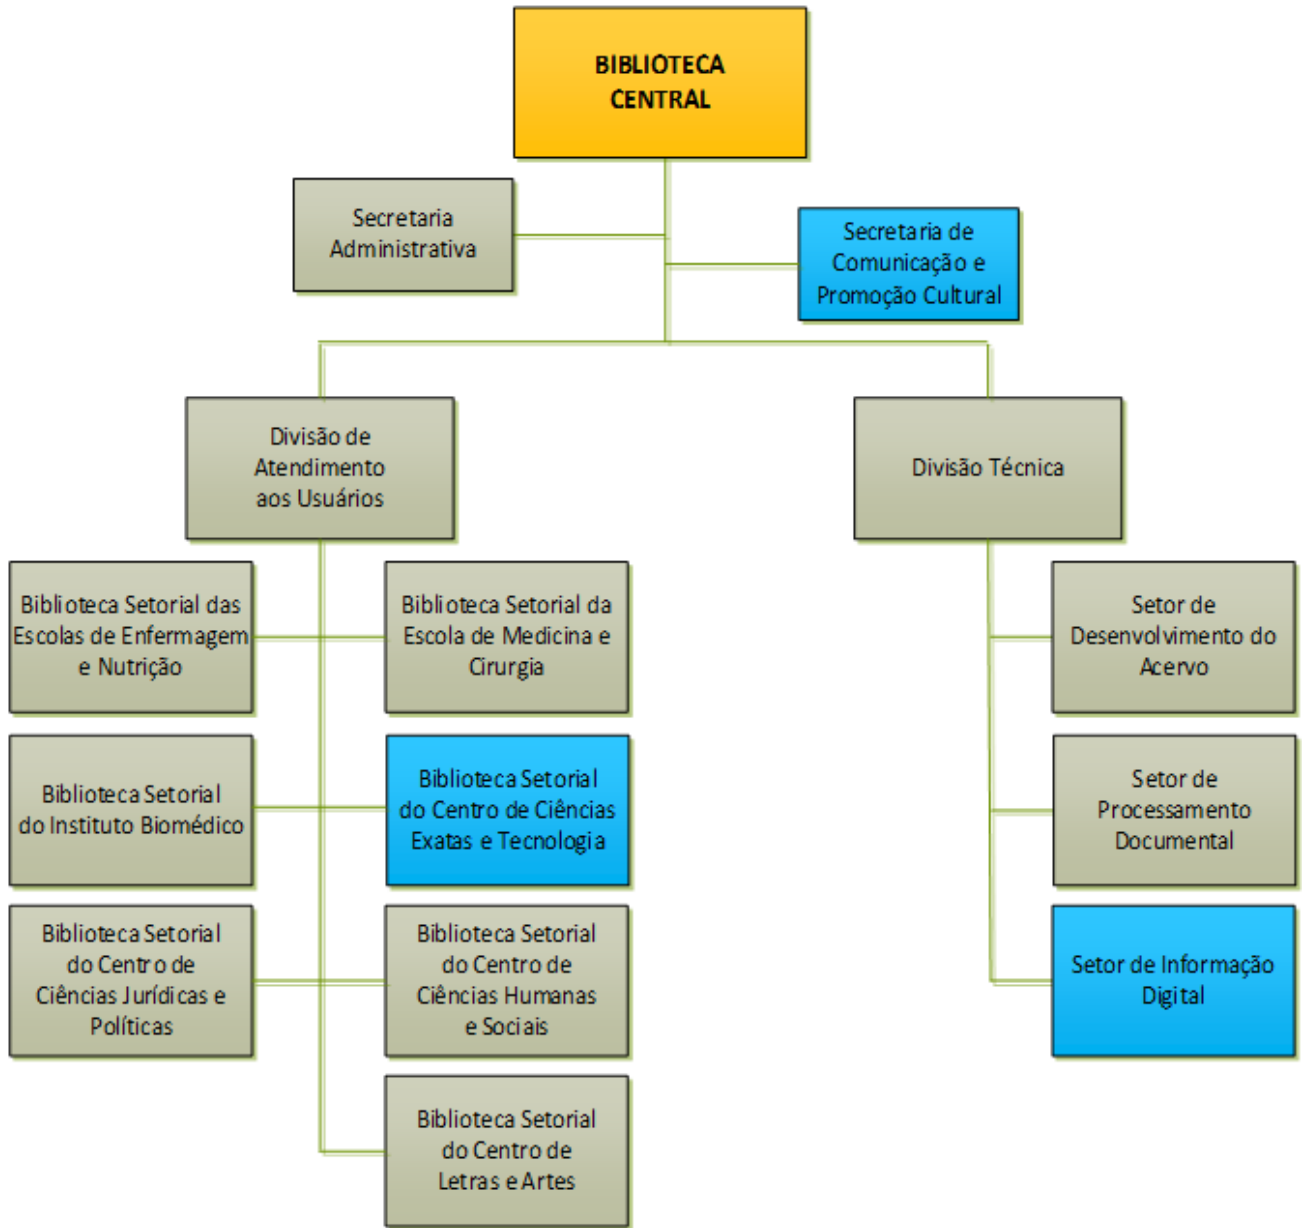 BIBLIOTECA
CENTRAL
Secretaria
Administrativa
Secretaria de
Comunicação e
Promoção Cultural
Divisão de
Atendimento
aos Usuários
Divisão Técnica
Biblioteca Setorial das
Escolas de Enfermagem
e Nutrição
Biblioteca Setorial da
Escola de Medicina e
Cirurgia
Setor de
Desenvolvimento do
Acervo
Biblioteca Setorial
do Instituto Biomédico
Biblioteca Setorial
do Centro de Ciências
Exatas e Tecnologia
Setor de
Processamento
Documental
Biblioteca Setorial
do Centro de
Ciências Jurídicas e
Políticas
Biblioteca Setorial
do Centro de
Ciências Humanas
e Sociais
Setor de Informação
Digital
Biblioteca Setorial
do Centro de
Letras e Artes